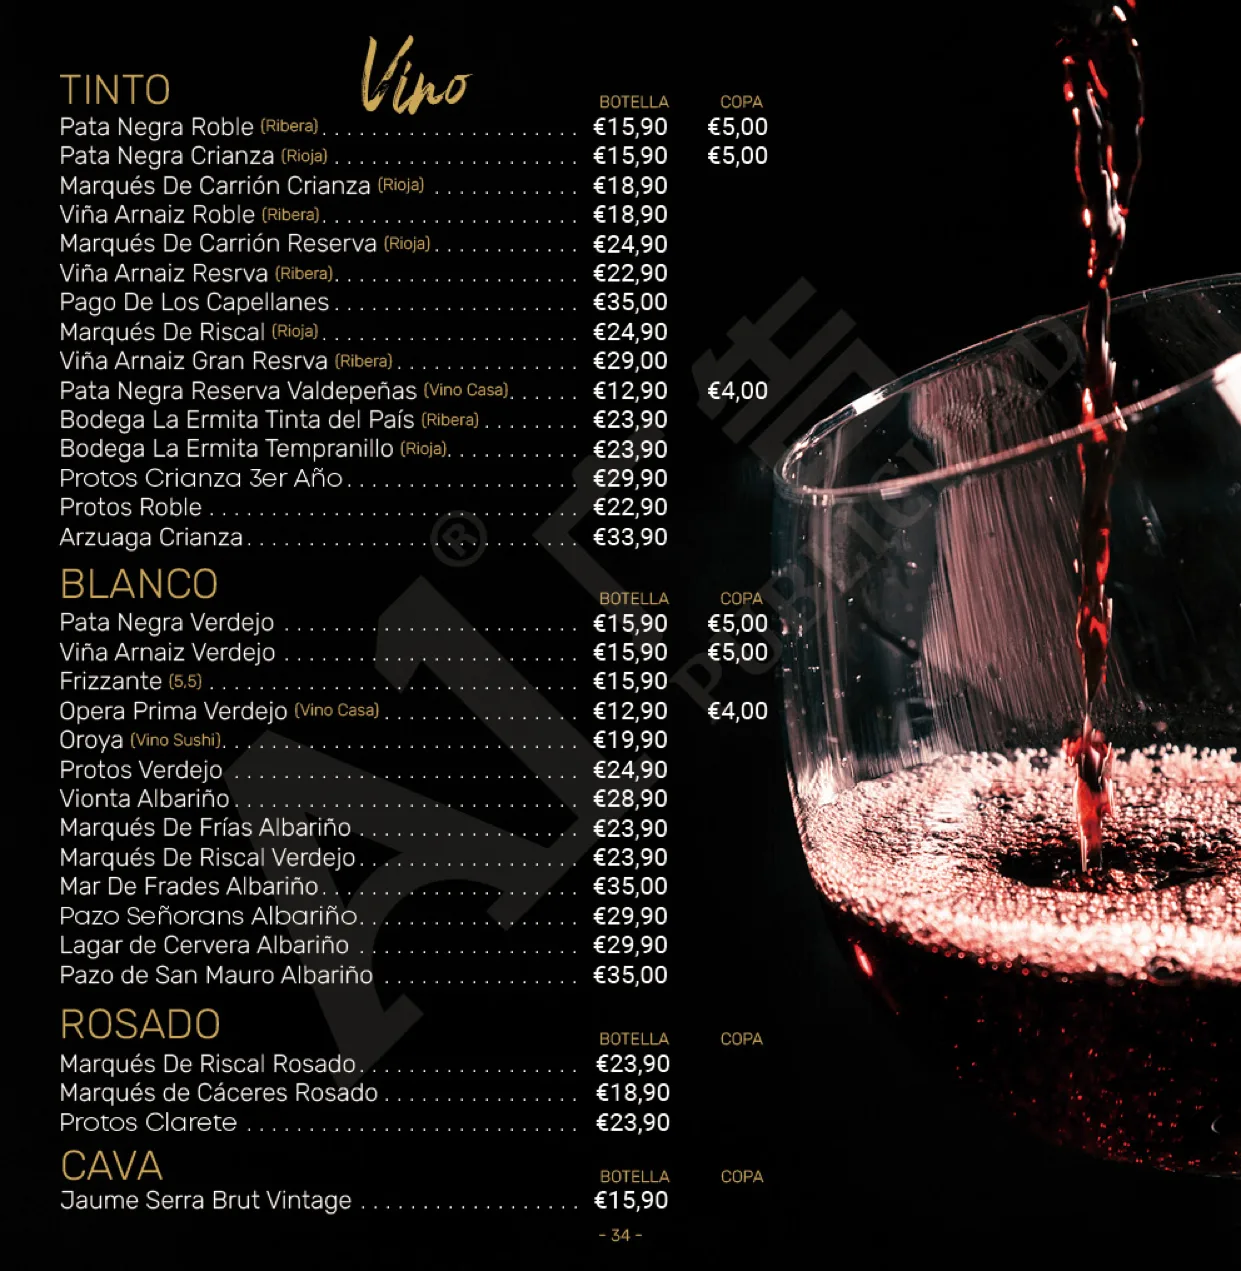 Vino
TINTO
BOTELLA COPA
Pata Negra Roble (Ribera) €15,90 €5,00
Pata Negra Crianza (Rioja) €15,90 €5,00
Marqués De Carrión Crianza (Rioja) €18,90
Viña Arnaiz Roble (Ribera) €18,90
Marqués De Carrión Reserva (Rioja) €24,90
Viña Arnaiz Resrva (Ribera) €22,90
Pago De Los Capellanes €35,00
Marqués De Riscal (Rioja) €24,90
Viña Arnaiz Gran Resrva (Ribera) €29,00
Pata Negra Reserva Valdepeñas (Vino Casa) €12,90 €4,00
Bodega La Ermita Tinta del País (Ribera) €23,90
Bodega La Ermita Tempranillo (Rioja) €23,90
Protos Crianza 3er Año €29,90
Protos Roble €22,90
Arzuaga Crianza €33,90
BLANCO
BOTELLA COPA
Pata Negra Verdejo €15,90 €5,00
Viña Arnaiz Verdejo €15,90 €5,00
Frizzante (5,5) €15,90
Opera Prima Verdejo (Vino Casa) €12,90 €4,00
Oroya (Vino Sushi) €19,90
Protos Verdejo €24,90
Vionta Albariño €28,90
Marqués De Frías Albariño €23,90
Marqués De Riscal Verdejo €23,90
Mar De Frades Albariño €35,00
Pazo Señorans Albariño €29,90
Lagar de Cervera Albariño €29,90
Pazo de San Mauro Albariño €35,00
ROSADO
BOTELLA COPA
Marqués De Riscal Rosado €23,90
Marqués de Cáceres Rosado €18,90
Protos Clarete €23,90
CAVA
BOTELLA COPA
Jaume Serra Brut Vintage €15,90
- 34 -